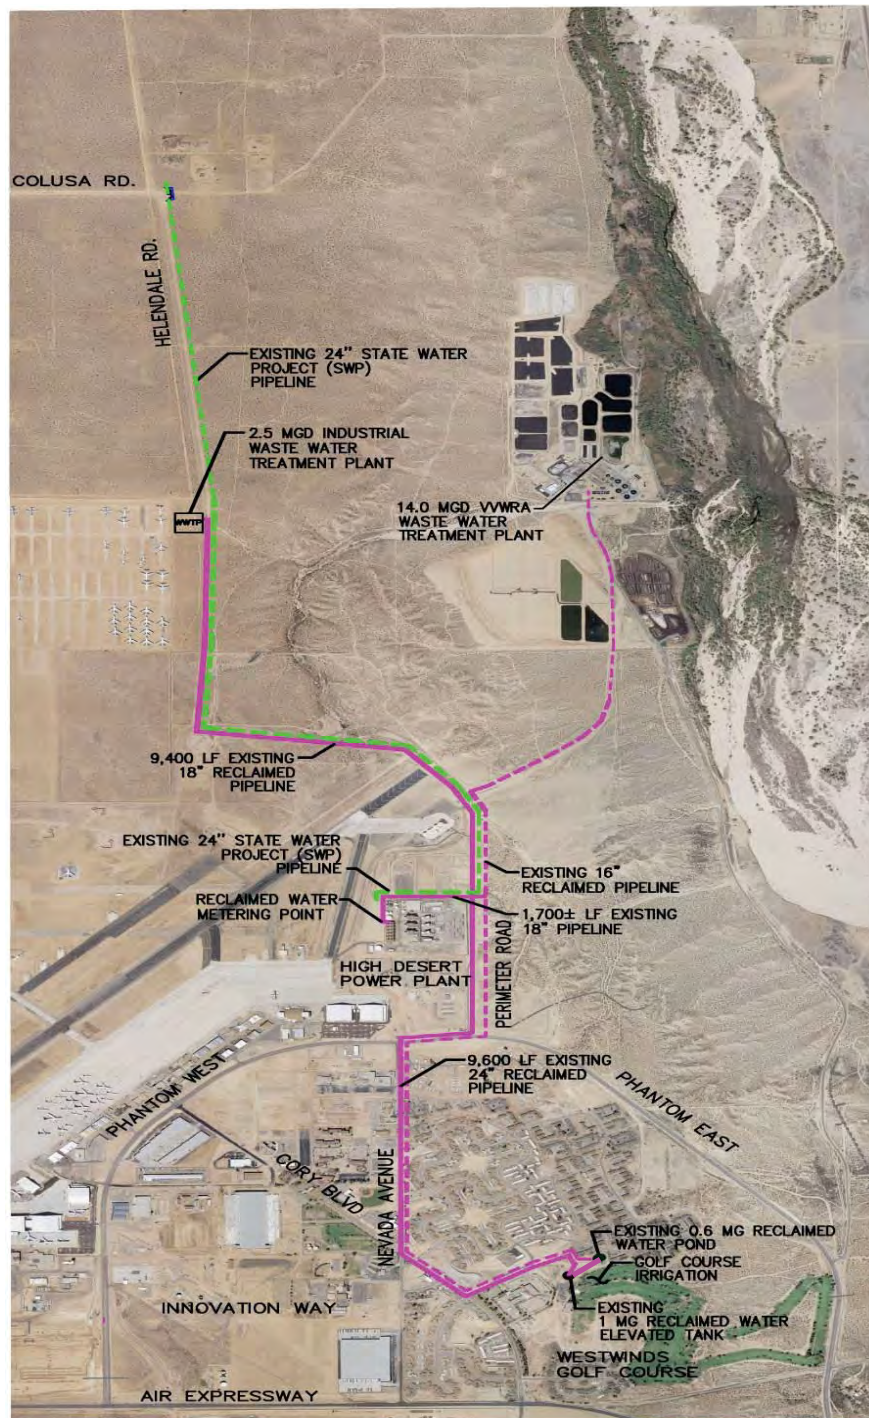 COLUSA RD.
HELENDALE RD.
EXISTING 24" STATE WATER
PROJECT (SWP)
PIPELINE
2.5 MGD INDUSTRIAL
WASTE WATER
TREATMENT PLANT
WWTP
14.0 MGD VVWRA
WASTE WATER
TREATMENT PLANT
9,400 LF EXISTING
18" RECLAIMED
PIPELINE
EXISTING 24" STATE WATER
PROJECT (SWP)
PIPELINE
EXISTING 16"
RECLAIMED PIPELINE
RECLAIMED WATER
METERING POINT
1,700± LF EXISTING
18" PIPELINE
HIGH DESERT
POWER PLANT
PERIMETER ROAD
PHANTOM WEST
9,600 LF EXISTING
24" RECLAIMED
PIPELINE
PHANTOM EAST
CORY BLVD
NEVADA AVENUE
EXISTING 0.6 MG RECLAIMED
WATER POND
GOLF COURSE
IRRIGATION
INNOVATION WAY
EXISTING
1 MG RECLAIMED WATER
ELEVATED TANK
WESTWINDS
GOLF COURSE
AIR EXPRESSWAY